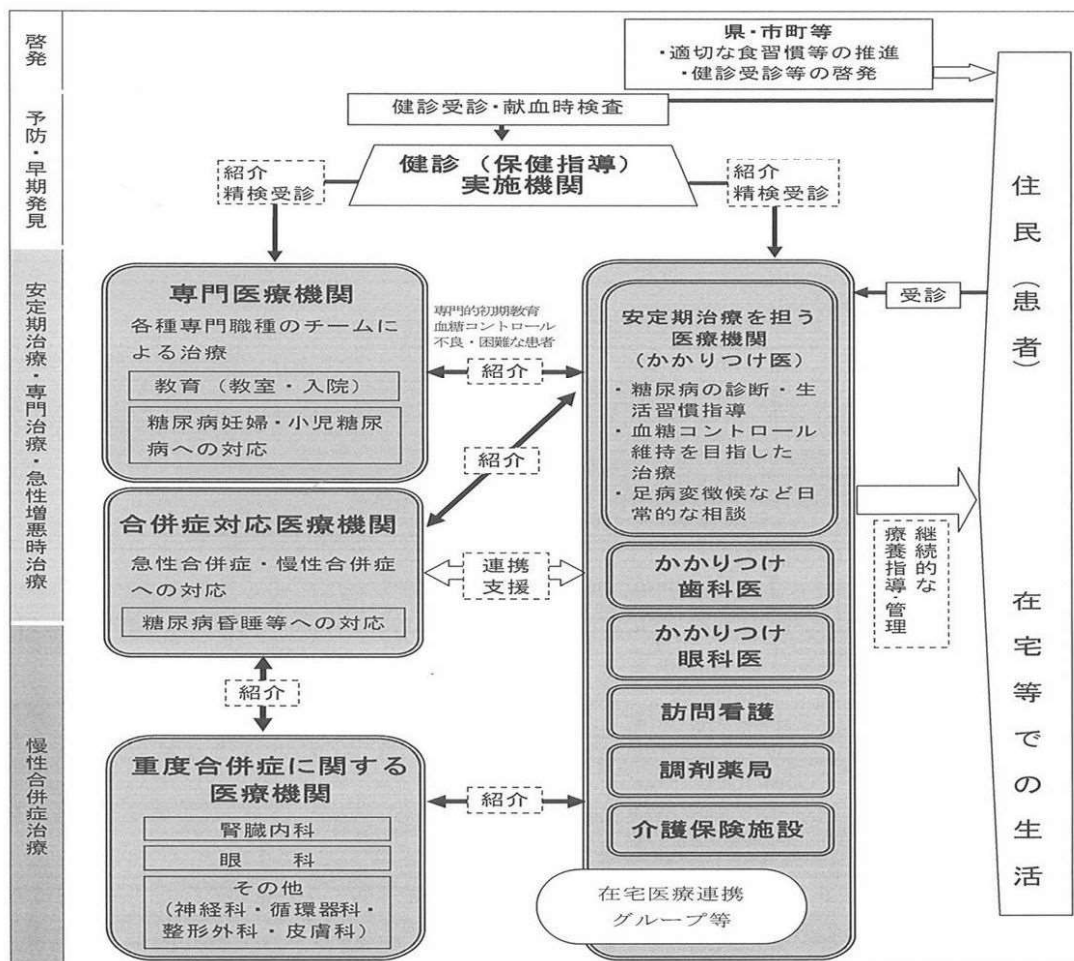 啓発
予防・早期発見
安定期治療・専門治療・急性増悪時治療
慢性合併症治療
県・市町等
・適切な食習慣等の推進
・健診受診等の啓発
健診受診・献血時検査
健診（保健指導）
実施機関
紹介
精検受診
紹介
精検受診
専門医療機関
各種専門職種のチームに
よる治療
教育（教室・入院）
糖尿病妊婦・小児糖尿
病への対応
専門的初期教育
血糖コントロール
不良・困難な患者
紹介
紹介
合併症対応医療機関
急性合併症・慢性合併症
への対応
糖尿病昏睡等への対応
連携
支援
紹介
重度合併症に関する
医療機関
腎臓内科
眼　　科
その他
（神経科・循環器科・
整形外科・皮膚科）
紹介
安定期治療を担う
医療機関
（かかりつけ医）
・糖尿病の診断・生
活習慣指導
・血糖コントロール
維持を目指した
治療
・足病変徴候など日
常的な相談
かかりつけ
歯科医
かかりつけ
眼科医
訪問看護
調剤薬局
介護保険施設
在宅医療連携
グループ等
受診
継続的な
療養指導・管理
住民（患者）
在宅等での生活